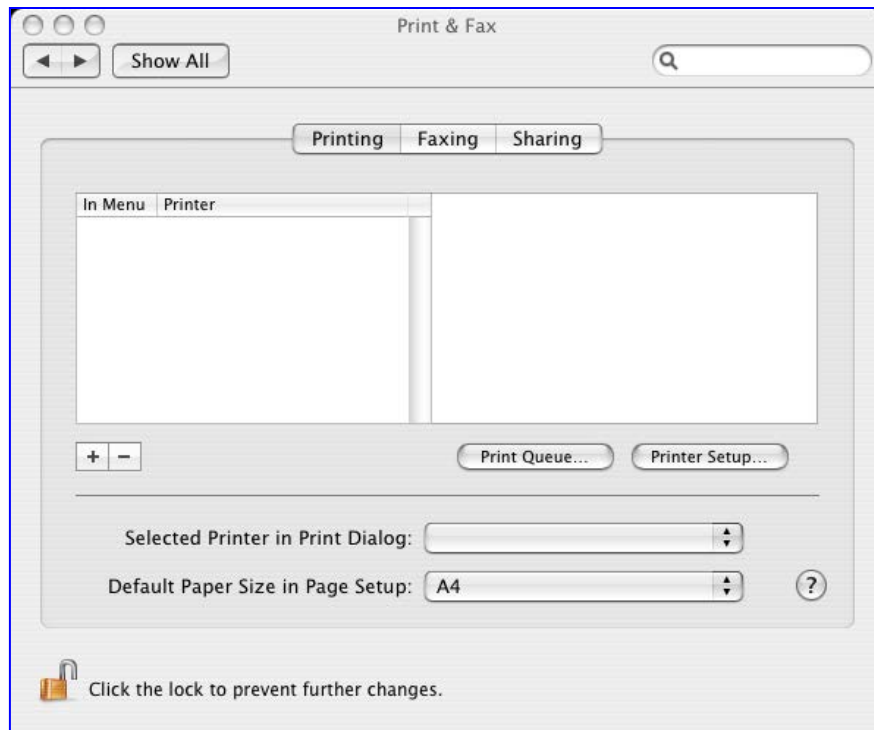 Print & Fax
Show All
Printing Faxing Sharing
In Menu Printer
+ -
Print Queue... Printer Setup...
Selected Printer in Print Dialog:
Default Paper Size in Page Setup: A4 ?
Click the lock to prevent further changes.